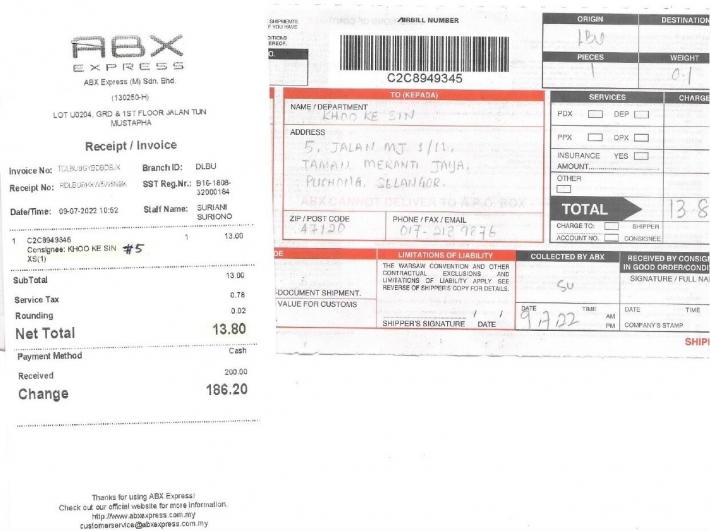 ABX
EXPRESS
ABX Express (M) Sdn. Bhd.
(130250-H)
LOT U0204, GRD & 1ST FLOOR JALAN TUN
MUSTAPHA
Receipt / Invoice
Invoice No:
Branch ID: DLBU
Receipt No:
SST Reg.Nr.: B16-1808-
32000184
Date/Time: 09-07-2022 10:52
Staff Name: SURIANI
SURIONO
1 C2C8949345 1 13.00
Consignee: KHOO KE SIN #5
XS(1)
SubTotal 13.00
Service Tax 0.78
Rounding 0.02
Net Total 13.80
Payment Method Cash
Received 200.00
Change 186.20
Thanks for using ABX Express!
Check out our official website for more information.
http://www.abxexpress.com.my
customerservice@abxexpress.com.my
SHIPMENTS
IF YOU HAVE
AIRBILL NUMBER
C2C8949345
ORIGIN
LBU
DESTINATION
PIECES
1
WEIGHT
0.1
TO (KEPADA)
NAME / DEPARTMENT
KHOO KE SIN
ADDRESS
5, JALAN MJ 1/11,
TAMAN MERANTI JAYA,
PUCHONG, SELANGOR.
ABX CANNOT DELIVER TO A P.O. BOX
ZIP / POST CODE
47120
PHONE / FAX / EMAIL
017-212 9876
SERVICES
CHARGE
PDX
DEP
PPX
OPX
INSURANCE YES
AMOUNT
OTHER
TOTAL
13.8
CHARGE TO: SHIPPER
ACCOUNT NO. CONSIGNEE
-DOCUMENT SHIPMENT.
VALUE FOR CUSTOMS
LIMITATIONS OF LIABILITY
THE WARSAW CONVENTION AND OTHER
CONTRACTUAL EXCLUSIONS AND
LIMITATIONS OF LIABILITY APPLY SEE
REVERSE OF SHIPPER'S COPY FOR DETAILS.
SHIPPER'S SIGNATURE DATE
COLLECTED BY ABX
SU
DATE
9.7.22
TIME
AM
PM
RECEIVED BY CONSIGN
IN GOOD ORDER/CONDIT
SIGNATURE / FULL NA
DATE TIME
COMPANY'S STAMP
SHIPP